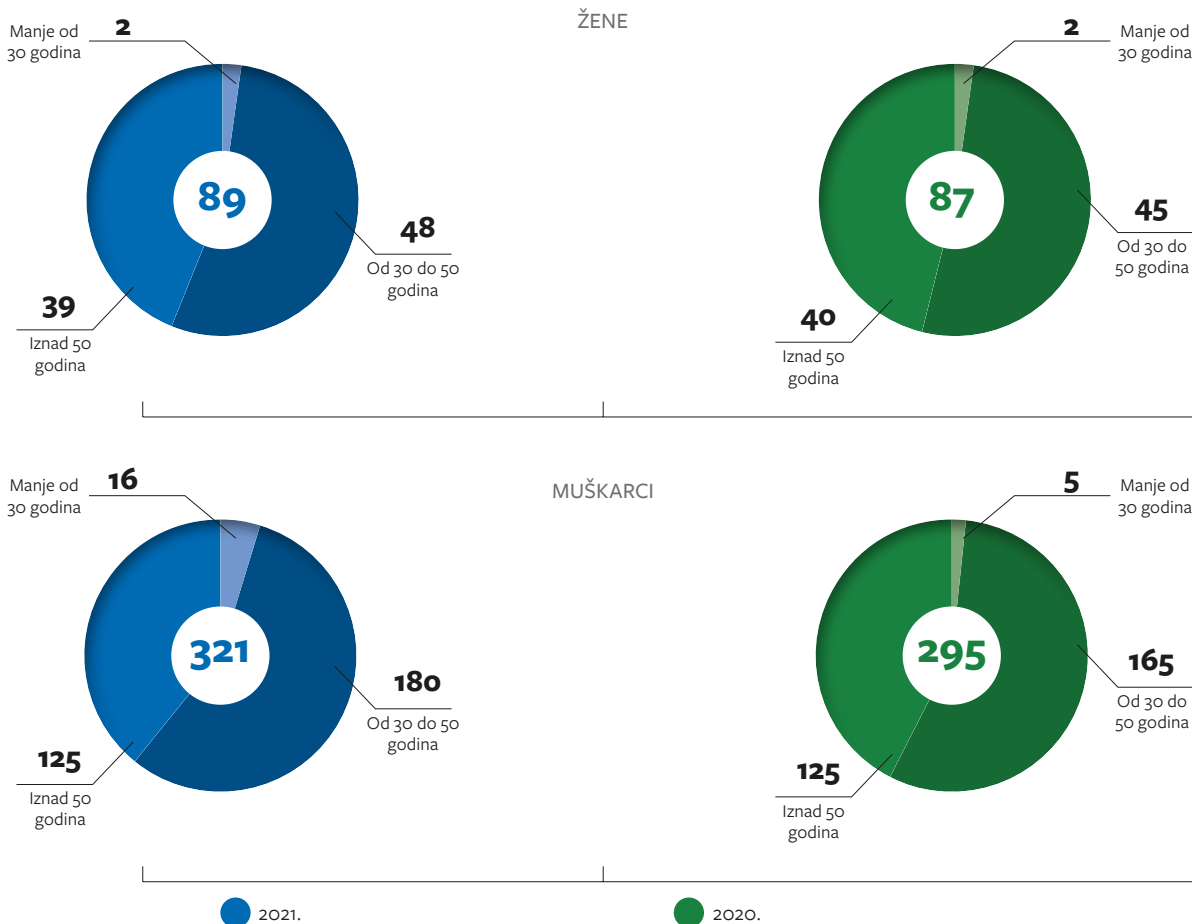 ŽENE
Manje od
30 godina
2
89
48
Od 30 do 50
godina
39
Iznad 50
godina
2
Manje od
30 godina
87
45
Od 30 do
50 godina
40
Iznad 50
godina
MUŠKARCI
Manje od
30 godina
16
321
180
Od 30 do 50
godina
125
Iznad 50
godina
5
Manje od
30 godina
295
165
Od 30 do
50 godina
125
Iznad 50
godina
2021.
2020.